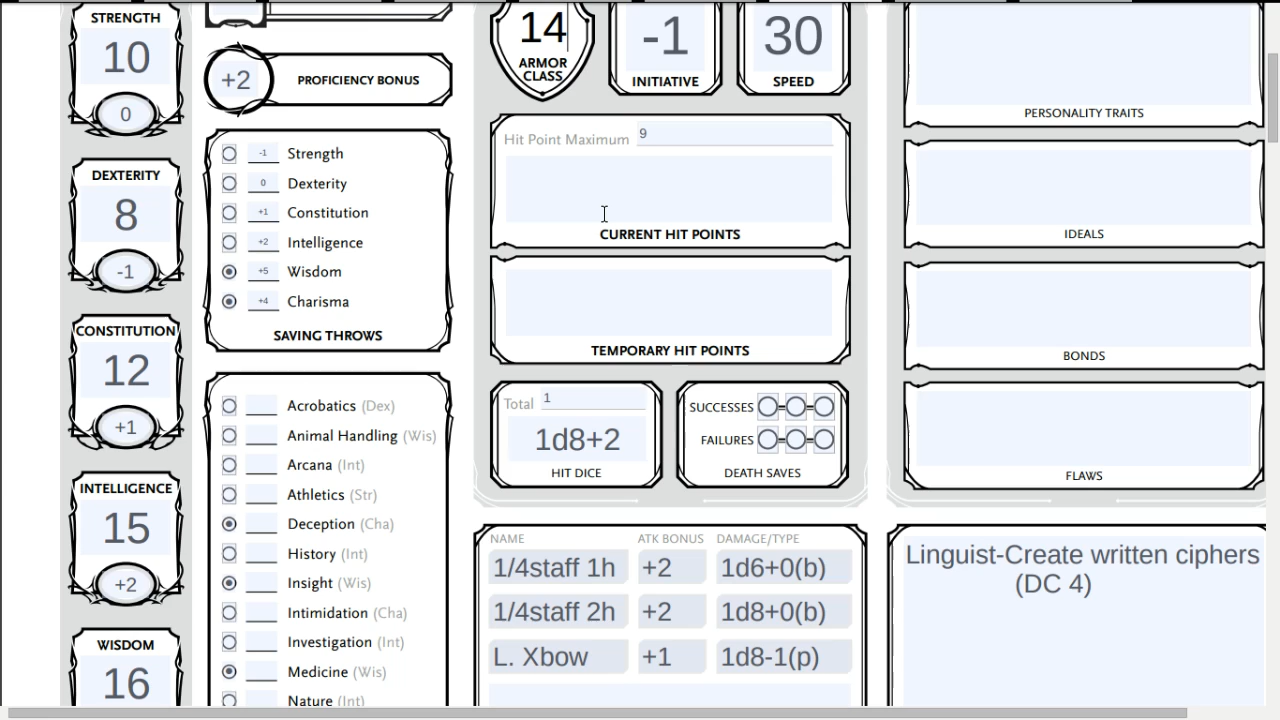 STRENGTH
10
0
DEXTERITY
8
-1
CONSTITUTION
12
+1
INTELLIGENCE
15
+2
WISDOM
16
+2 PROFICIENCY BONUS
-1 Strength
0 Dexterity
+1 Constitution
+2 Intelligence
+5 Wisdom
+4 Charisma
SAVING THROWS
Acrobatics (Dex)
Animal Handling (Wis)
Arcana (Int)
Athletics (Str)
Deception (Cha)
History (Int)
Insight (Wis)
Intimidation (Cha)
Investigation (Int)
Medicine (Wis)
Nature (Int)
14
ARMOR
CLASS
-1
INITIATIVE
30
SPEED
Hit Point Maximum 9
CURRENT HIT POINTS
TEMPORARY HIT POINTS
Total 1
1d8+2
HIT DICE
SUCCESSES
FAILURES
DEATH SAVES
NAME ATK BONUS DAMAGE/TYPE
1/4staff 1h +2 1d6+0(b)
1/4staff 2h +2 1d8+0(b)
L. Xbow +1 1d8-1(p)
PERSONALITY TRAITS
IDEALS
BONDS
FLAWS
Linguist-Create written ciphers
(DC 4)